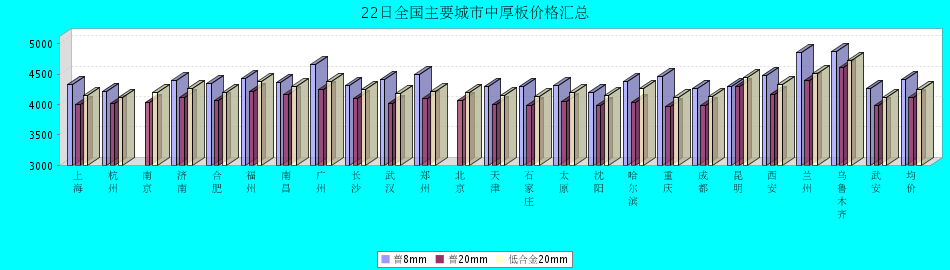 22日全国主要城市中厚板价格汇总
5000
4500
4000
3500
3000
上海
杭州
南京
济南
合肥
福州
南昌
广州
长沙
武汉
郑州
北京
天津
石家庄
太原
沈阳
哈尔滨
重庆
成都
昆明
西安
兰州
乌鲁木齐
武安
均价
普8mm 普20mm 低合金20mm